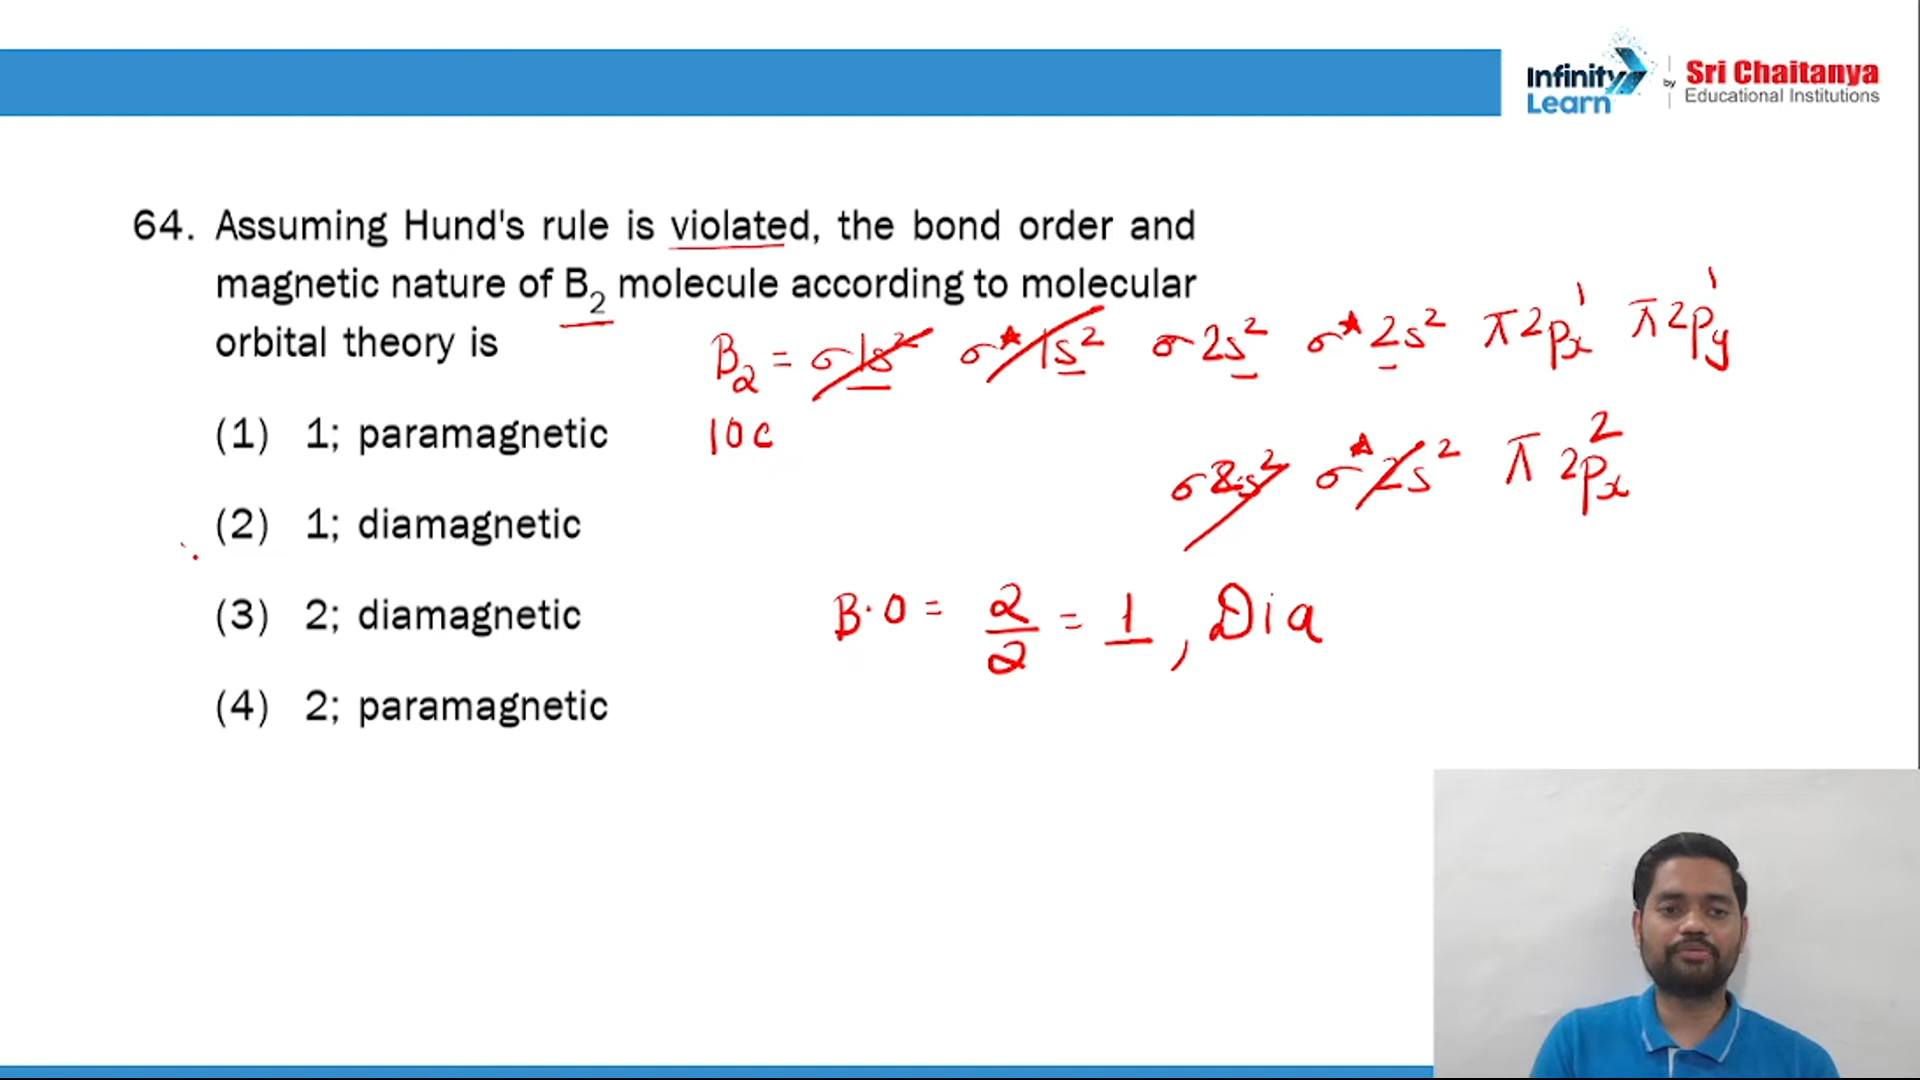 Infinity Learn by Sri Chaitanya Educational Institutions
64. Assuming Hund's rule is violated, the bond order and
magnetic nature of B₂ molecule according to molecular
orbital theory is
B₂ = σ1s² σ*1s² σ2s² σ*2s² π2pₓ¹ π2p_y¹
(1) 1; paramagnetic
10e
σ2s² σ*2s² π2pₓ²
(2) 1; diamagnetic
(3) 2; diamagnetic
B.O = 2/2 = 1, Dia
(4) 2; paramagnetic